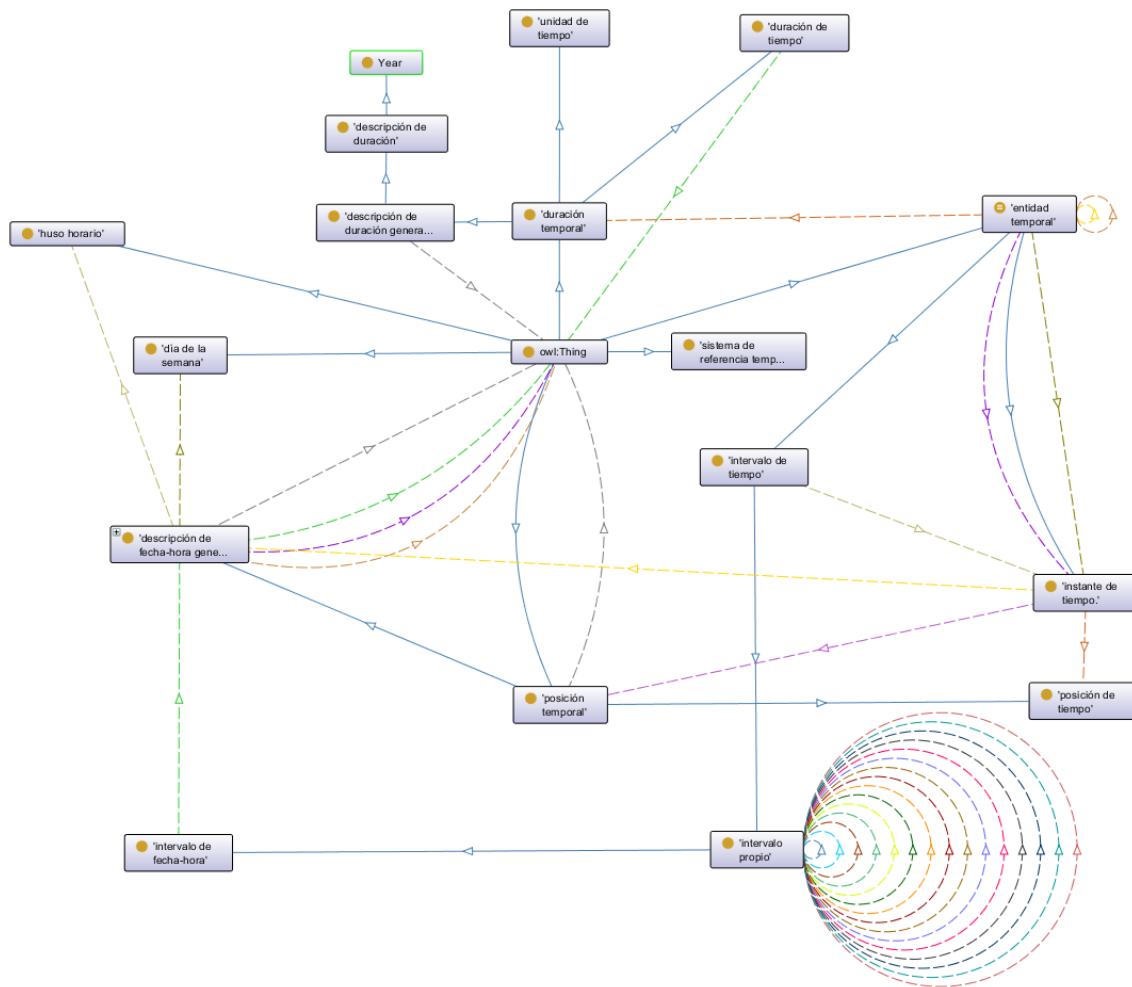 'unidad de
tiempo'
'duración de
tiempo'
Year
'descripción de
duración'
'descripción de
duración genera...
'duración
temporal'
'entidad
temporal'
'huso horario'
'día de la
semana'
owl:Thing
'sistema de
referencia temp...
'intervalo de
tiempo'
'descripción de
fecha-hora gene...
'instante de
tiempo.'
'posición
temporal'
'posición de
tiempo'
'intervalo de
fecha-hora'
'intervalo
propio'